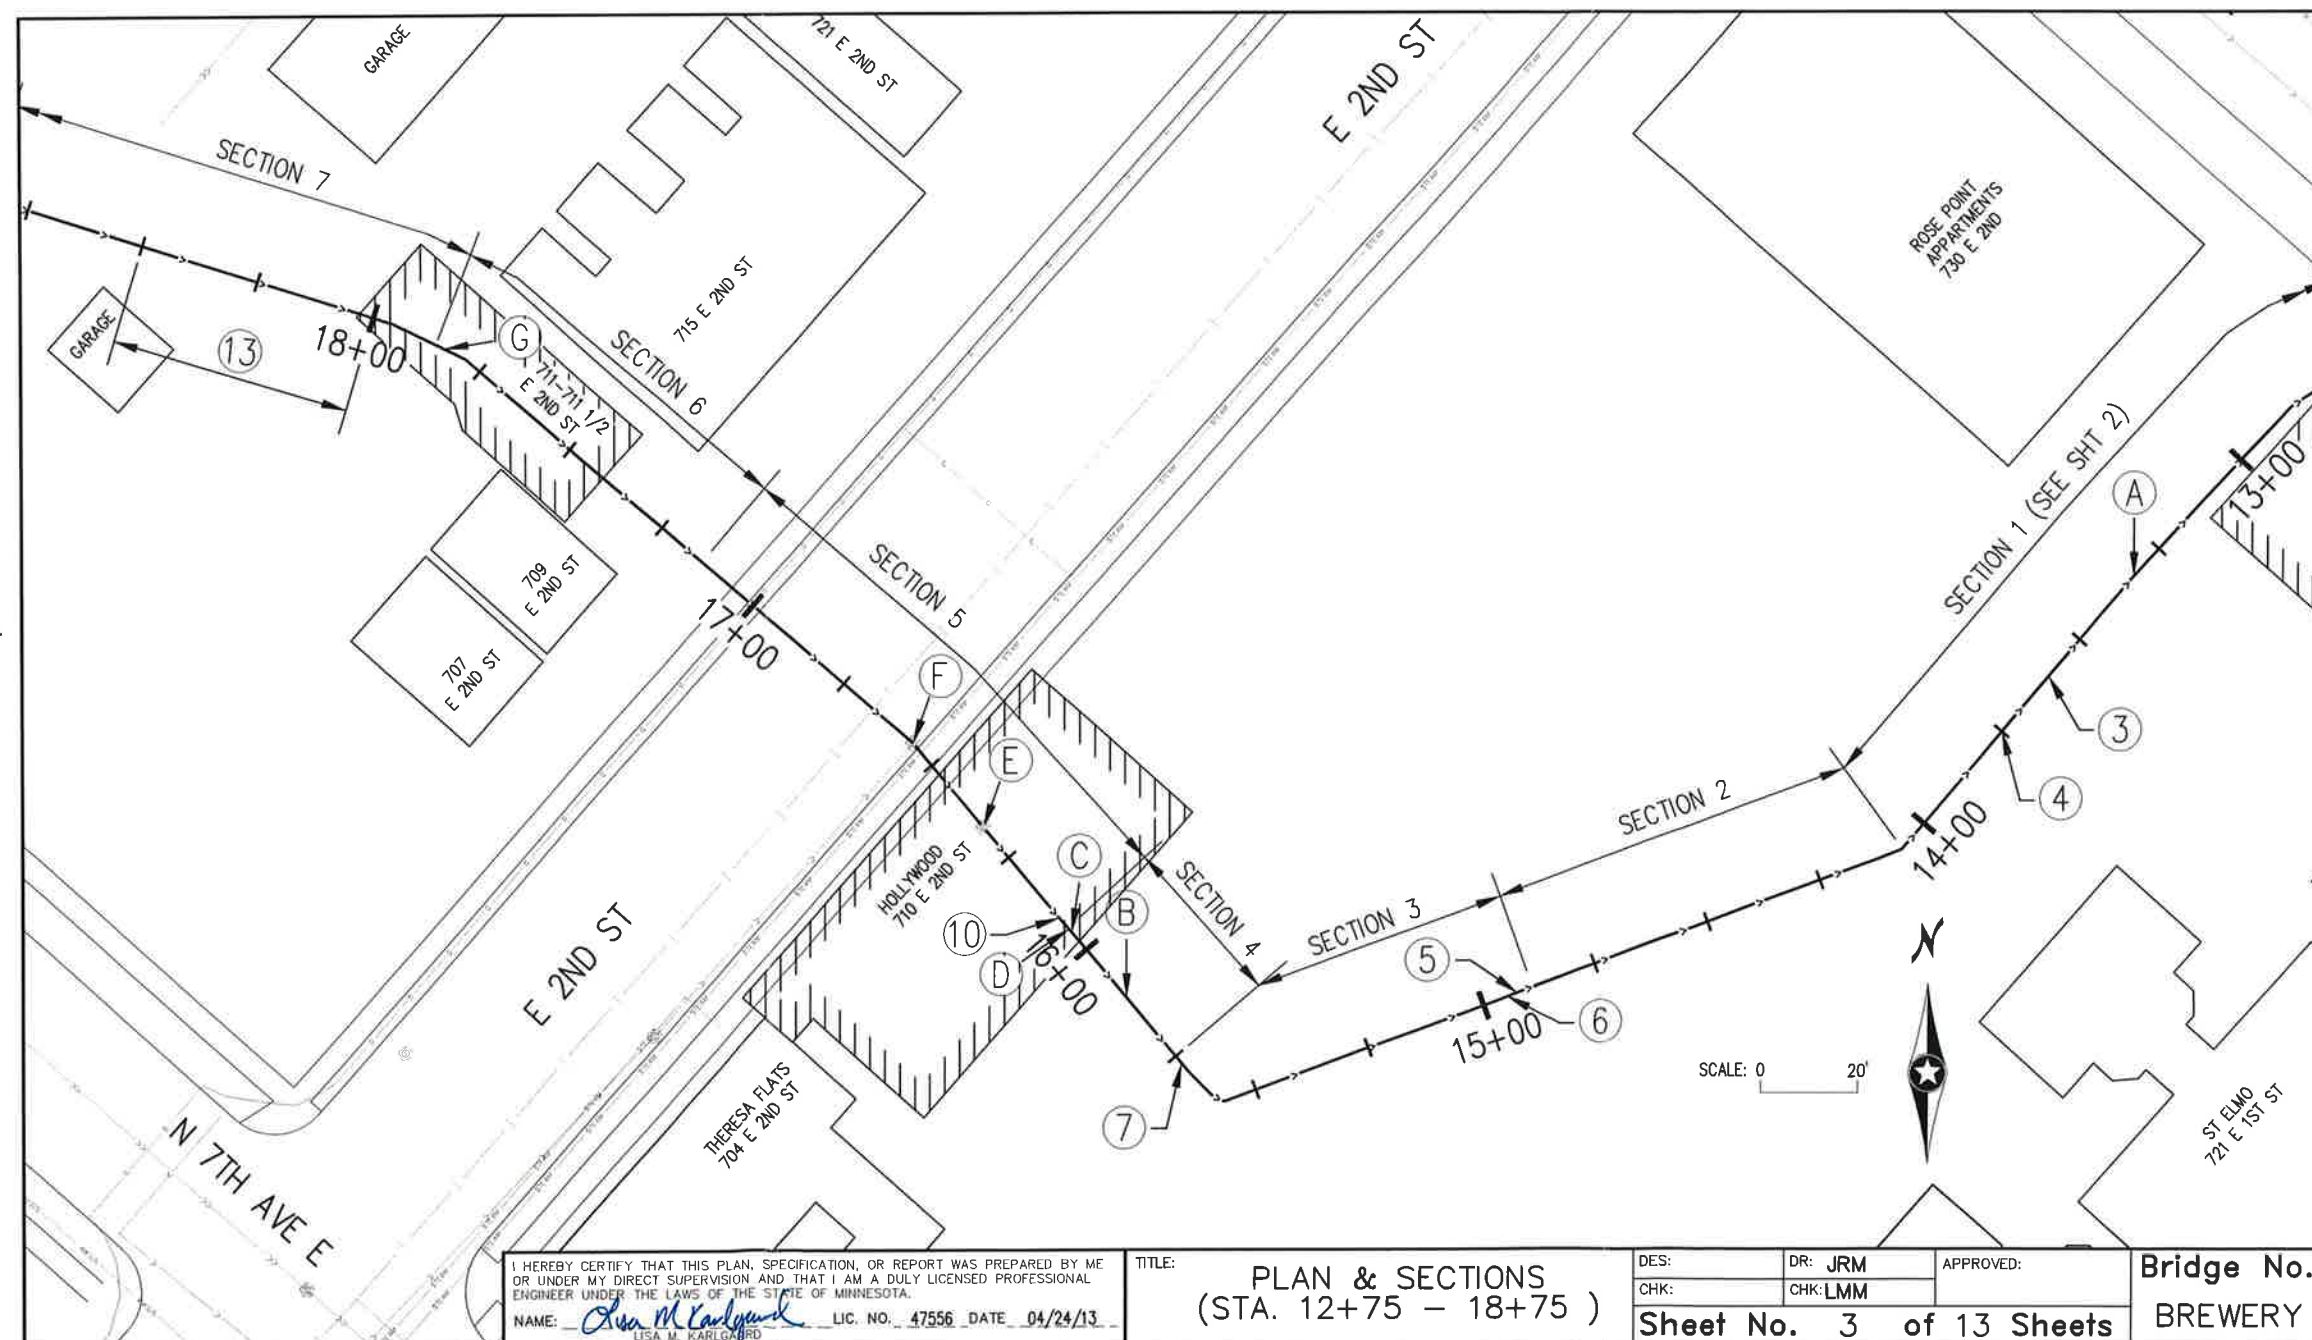 GARAGE
721 E 2ND ST
E 2ND ST
SECTION 7
715 E 2ND ST
ROSE POINT
APPARTMENTS
730 E 2ND
GARAGE
13
18+00
G
711-711 1/2
E 2ND ST
SECTION 6
SECTION 1 (SEE SHT 2)
13+00
A
709
E 2ND ST
SECTION 5
707
E 2ND ST
17+00
F
E
3
4
SECTION 2
14+00
HOLLYWOOD
710 E 2ND ST
C
B
SECTION 4
SECTION 3
10
D
16+00
5
6
15+00
N
E 2ND ST
SCALE: 0 20'
7
THERESA FLATS
704 E 2ND ST
ST ELMO
721 E 1ST ST
N 7TH AVE E
I HEREBY CERTIFY THAT THIS PLAN, SPECIFICATION, OR REPORT WAS PREPARED BY ME
OR UNDER MY DIRECT SUPERVISION AND THAT I AM A DULY LICENSED PROFESSIONAL
ENGINEER UNDER THE LAWS OF THE STATE OF MINNESOTA.
NAME: Lisa M Karlgaard LIC. NO. 47556 DATE 04/24/13
LISA M. KARLGAARD
TITLE:
PLAN & SECTIONS
(STA. 12+75 - 18+75 )
DES:
DR: JRM
APPROVED:
CHK:
CHK: LMM
Sheet No. 3 of 13 Sheets
Bridge No.
BREWERY